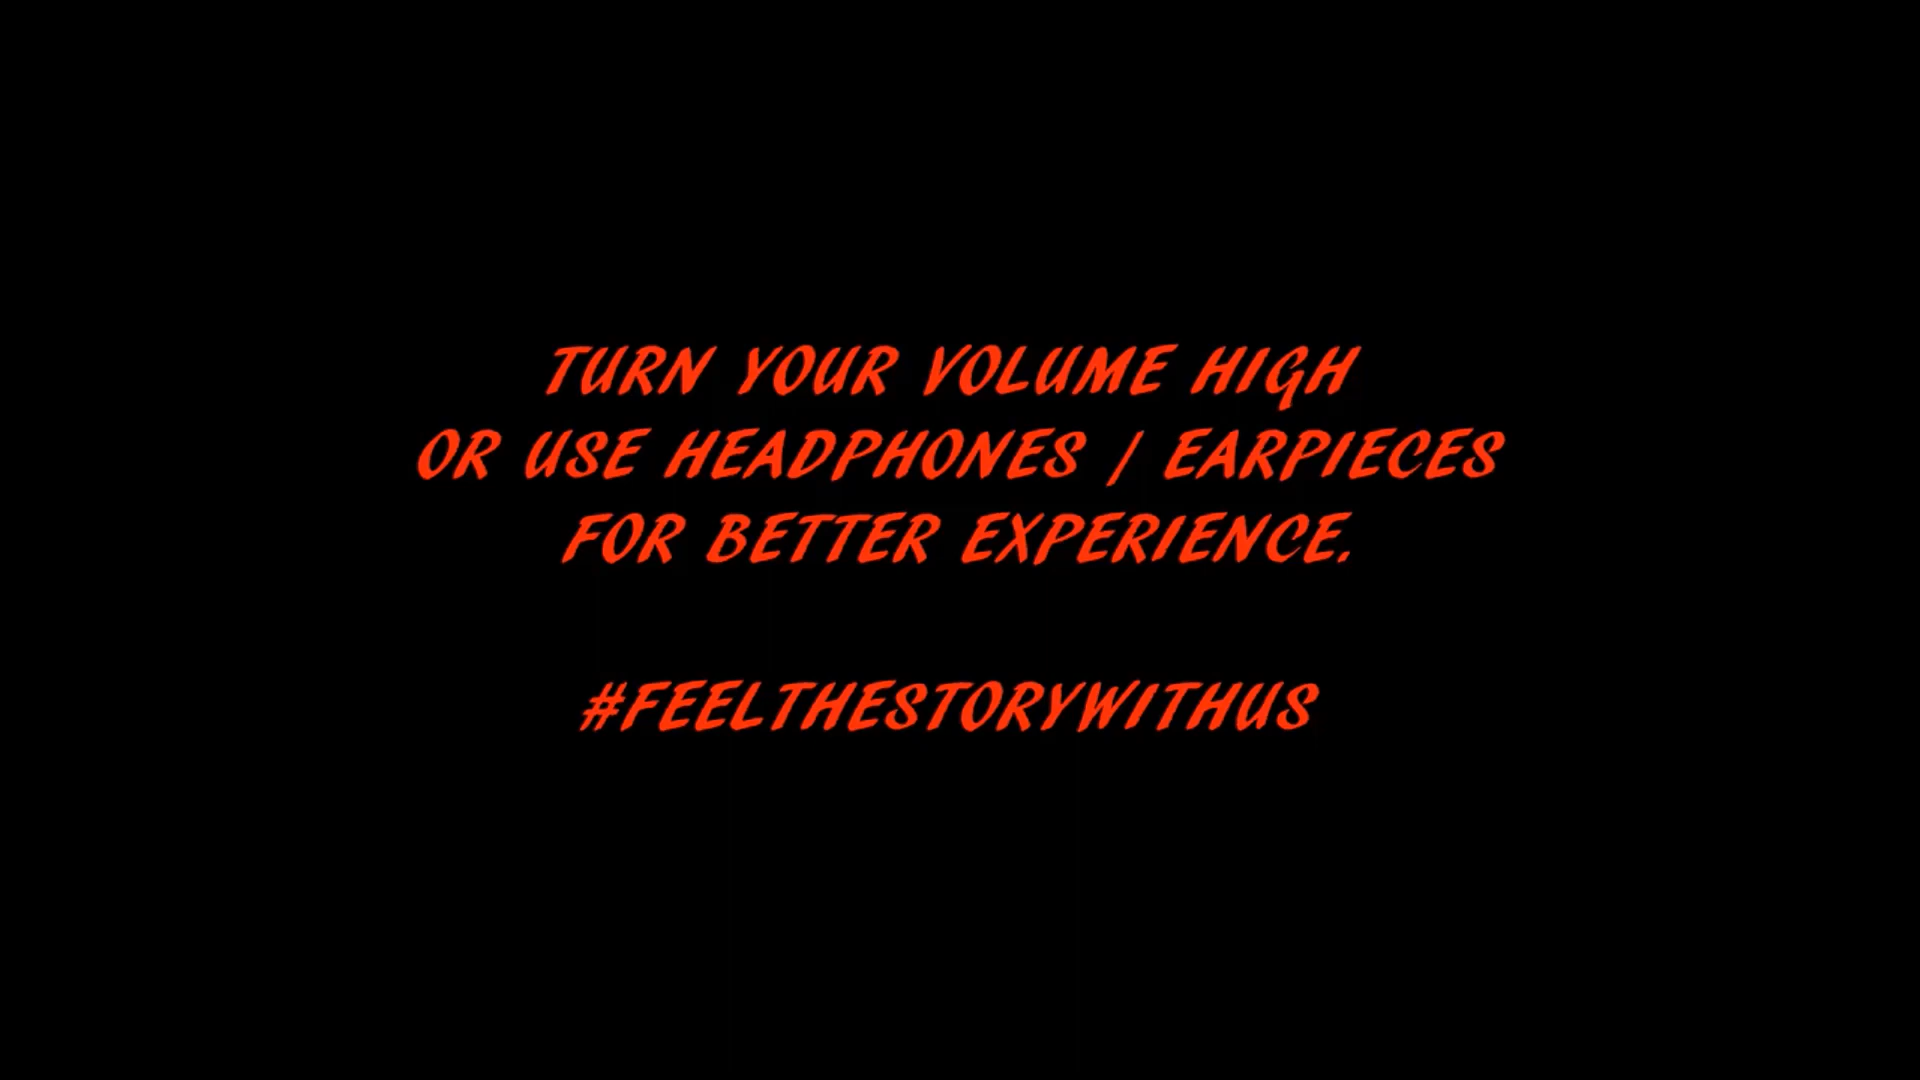 TURN YOUR VOLUME HIGH
OR USE HEADPHONES / EARPIECES
FOR BETTER EXPERIENCE.
#FEELTHESTORYWITHUS